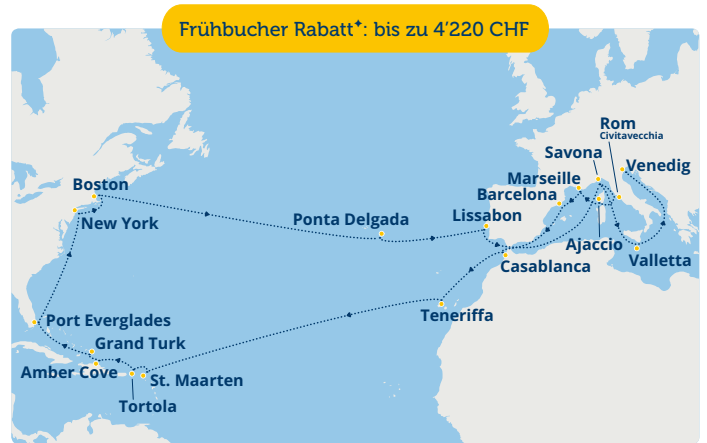 Frühbucher Rabatt✦: bis zu 4’220 CHF
Rom
Civitavecchia
Savona
Venedig
Marseille
Boston
Barcelona
New York
Ponta Delgada
Lissabon
Ajaccio
Valletta
Casablanca
Teneriffa
Port Everglades
Grand Turk
Amber Cove
St. Maarten
Tortola